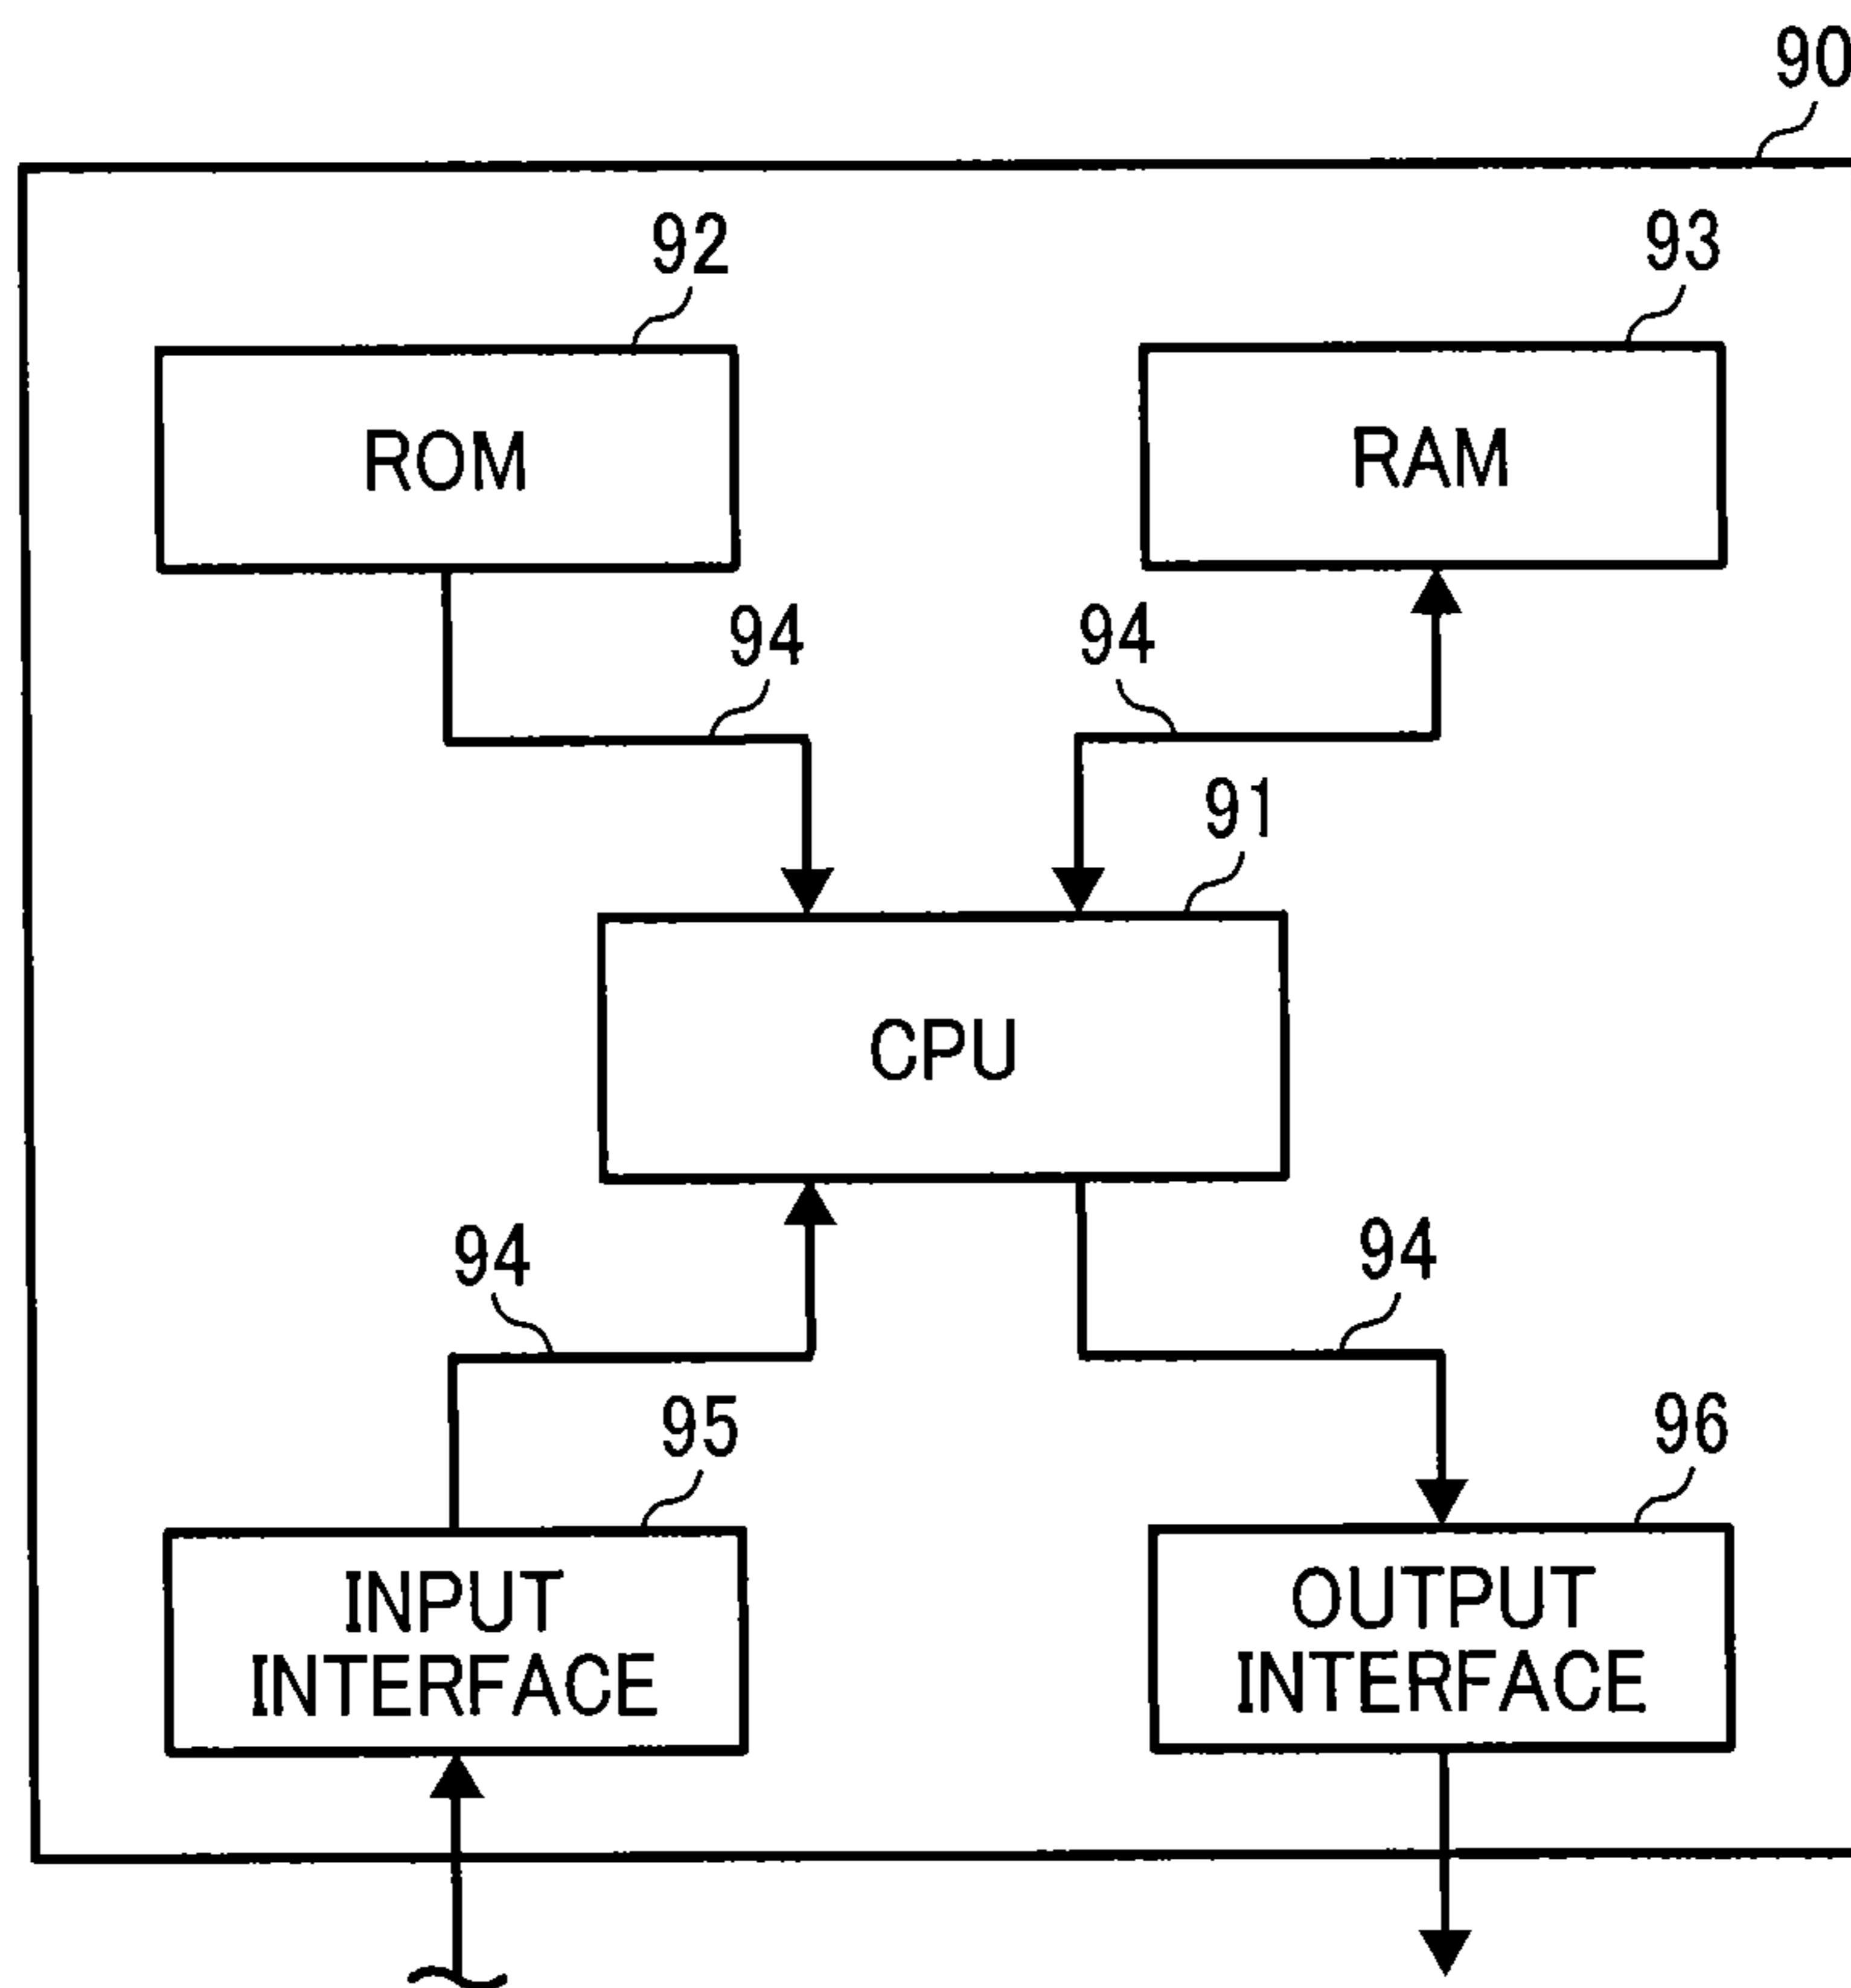 90
92
93
ROM
RAM
94
94
91
CPU
94
94
95
96
INPUT
INTERFACE
OUTPUT
INTERFACE